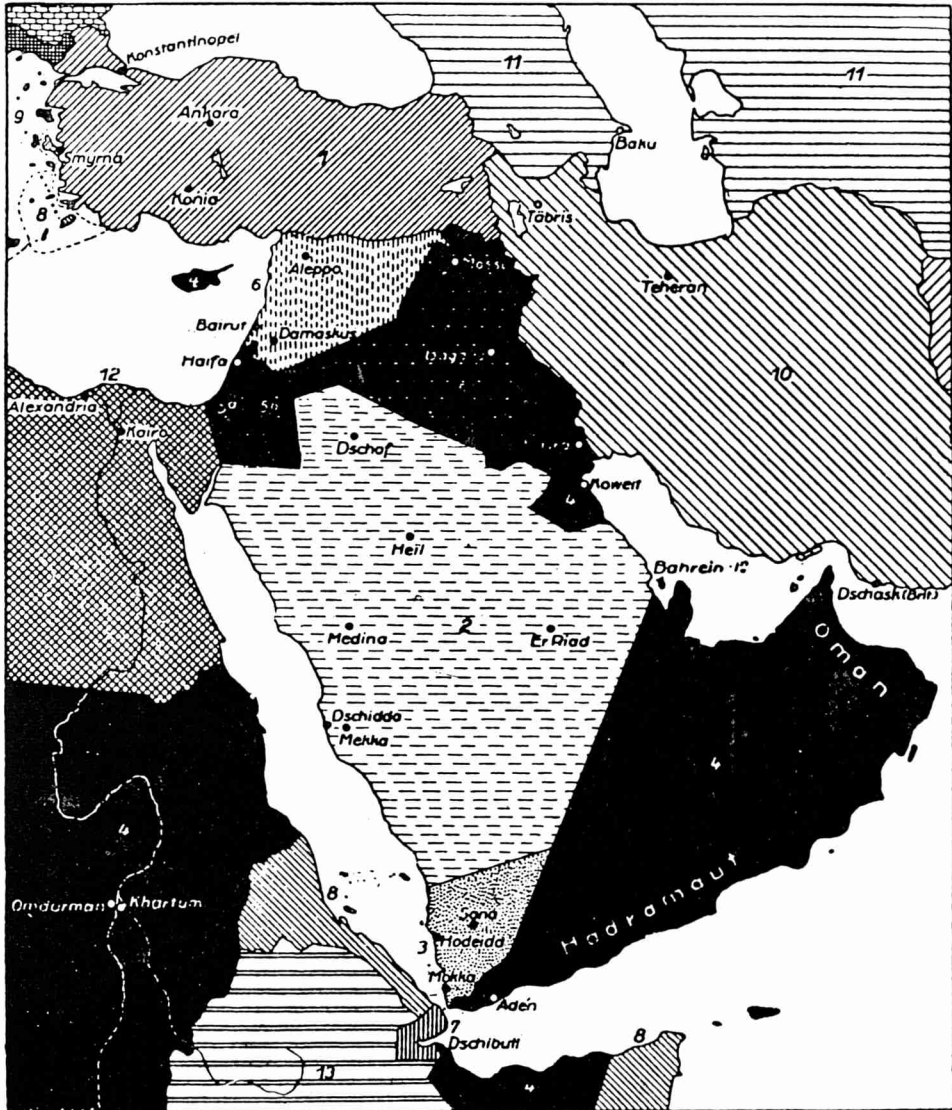 Konstantinopel
11
11
Ankara
9
1
Baku
Smyrna
Konia
8
Täbris
Aleppo
4
6
Teheran
Bairut
Damaskus
Haifa
12
10
Alexandria
Kairo
Dschof
Koweit
4
Heil
Bahrein
Dschask (Brit.)
Medina
2
Er Riad
Oman
Dschidda
Mekka
4
4
8
Omdurman
Khartum
Sana
Hadramaut
3
Hodeida
Mokka
Aden
7
Dschibuti
8
13
4